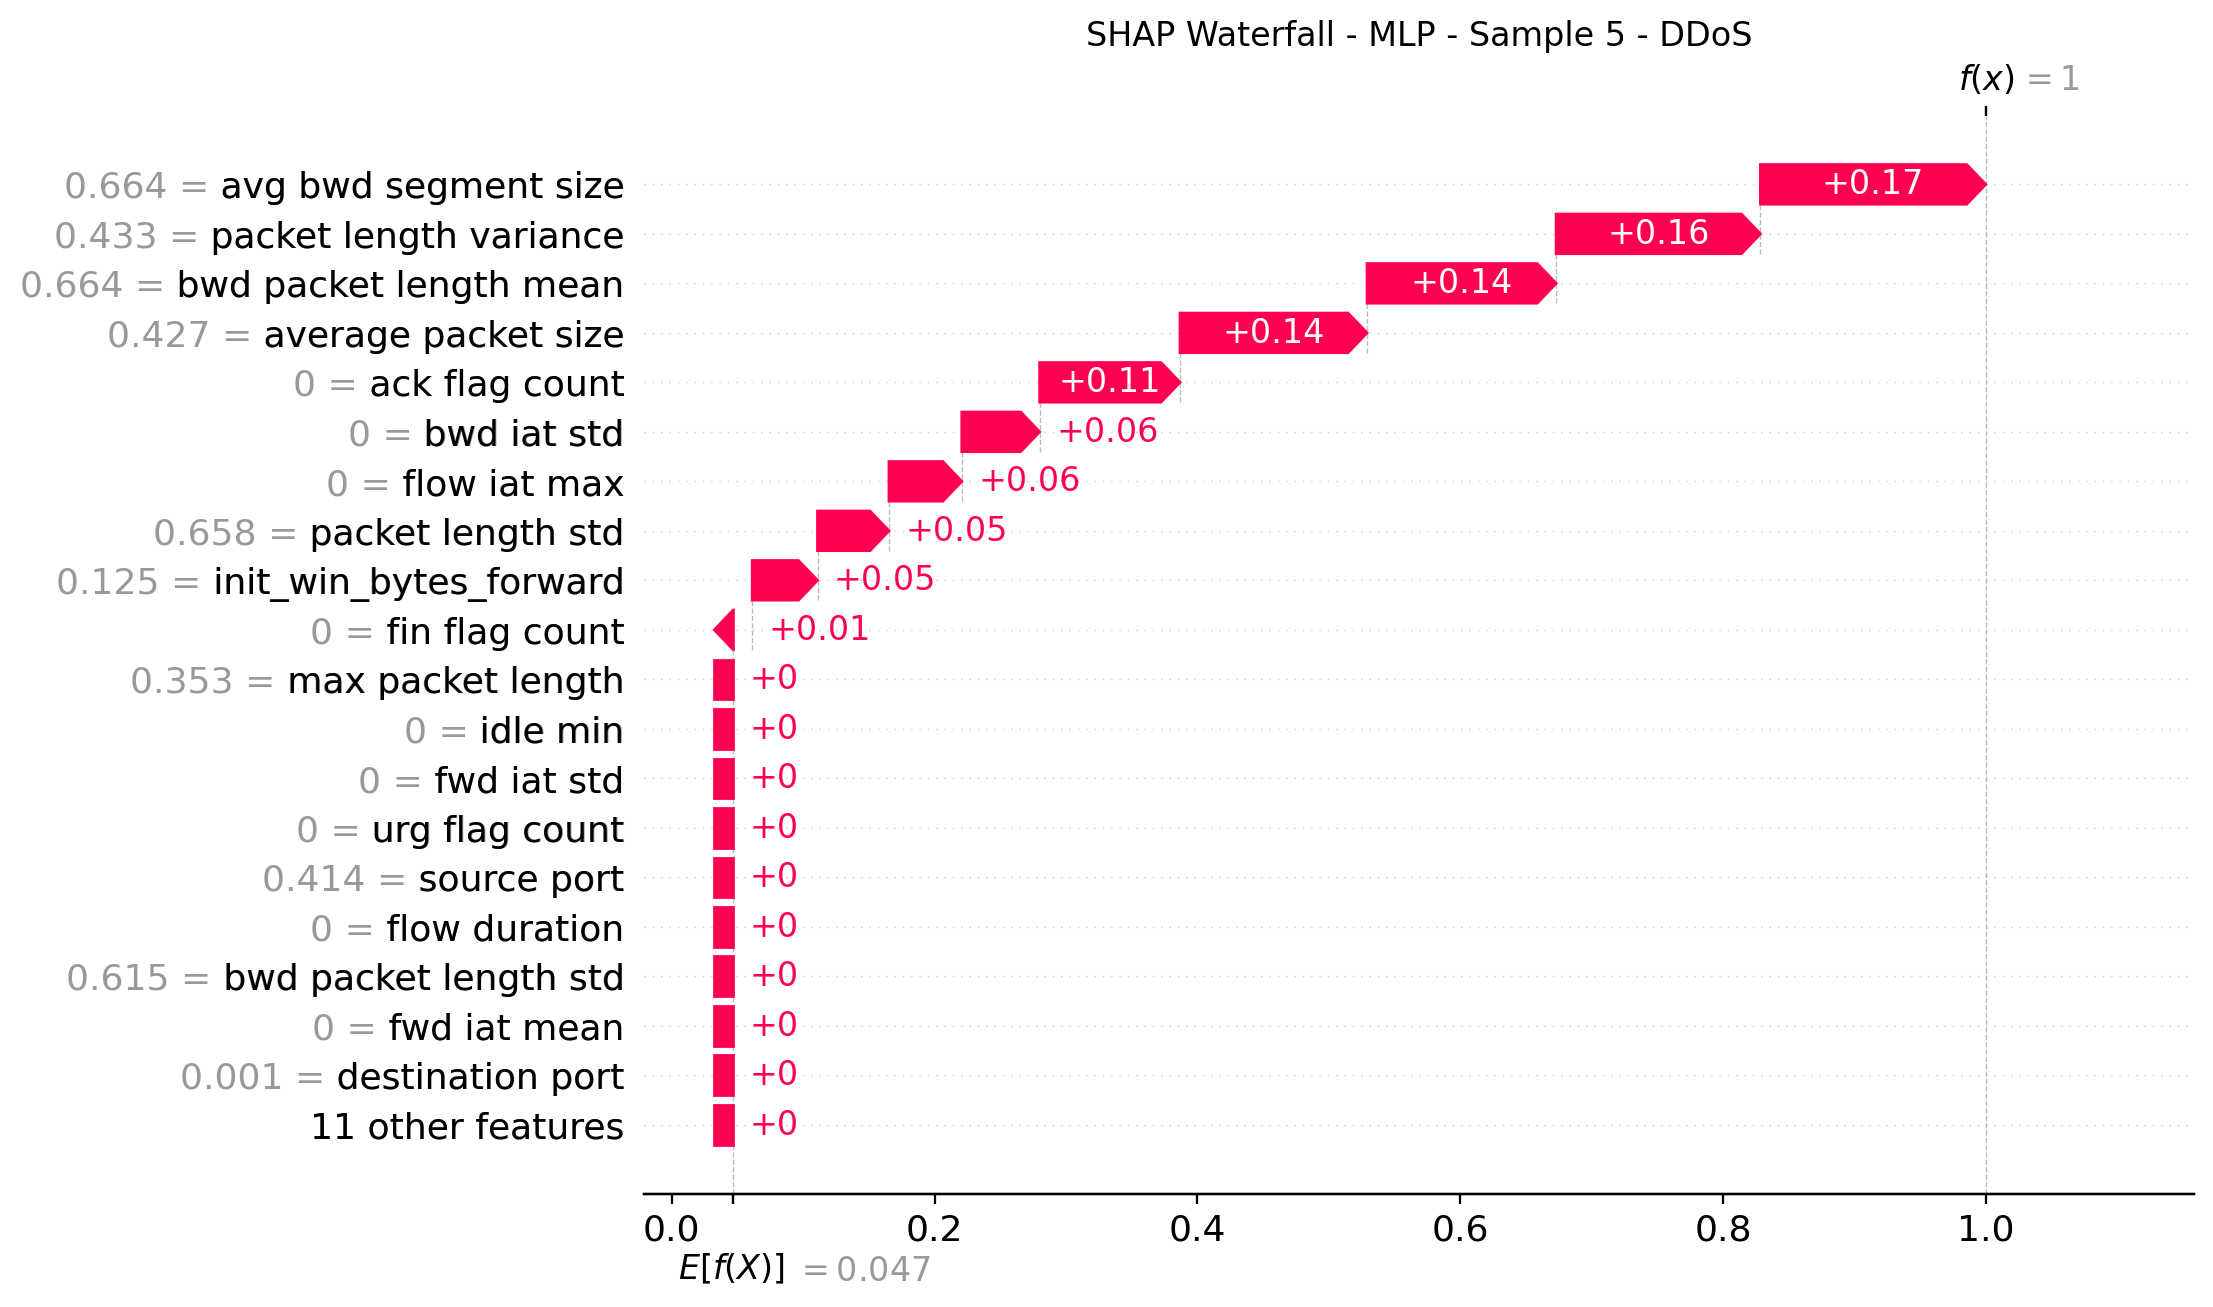 SHAP Waterfall - MLP - Sample 5 - DDoS
f(x) = 1
0.664 = avg bwd segment size +0.17
0.433 = packet length variance +0.16
0.664 = bwd packet length mean +0.14
0.427 = average packet size +0.14
0 = ack flag count +0.11
0 = bwd iat std +0.06
0 = flow iat max +0.06
0.658 = packet length std +0.05
0.125 = init_win_bytes_forward +0.05
0 = fin flag count +0.01
0.353 = max packet length +0
0 = idle min +0
0 = fwd iat std +0
0 = urg flag count +0
0.414 = source port +0
0 = flow duration +0
0.615 = bwd packet length std +0
0 = fwd iat mean +0
0.001 = destination port +0
11 other features +0
0.0 0.2 0.4 0.6 0.8 1.0
E[f(X)] = 0.047